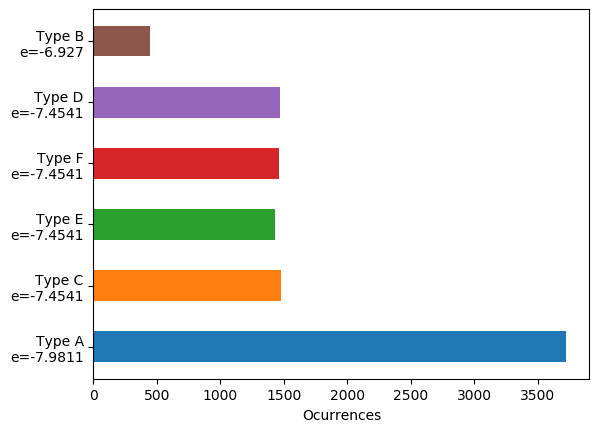 Type B
e=-6.927
Type D
e=-7.4541
Type F
e=-7.4541
Type E
e=-7.4541
Type C
e=-7.4541
Type A
e=-7.9811
0 500 1000 1500 2000 2500 3000 3500
Ocurrences